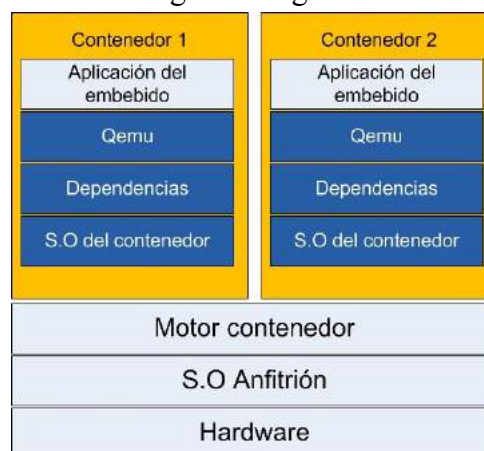 Contenedor 1
Aplicación del
embebido
Qemu
Dependencias
S.O del contenedor
Contenedor 2
Aplicación del
embebido
Qemu
Dependencias
S.O del contenedor
Motor contenedor
S.O Anfitrión
Hardware